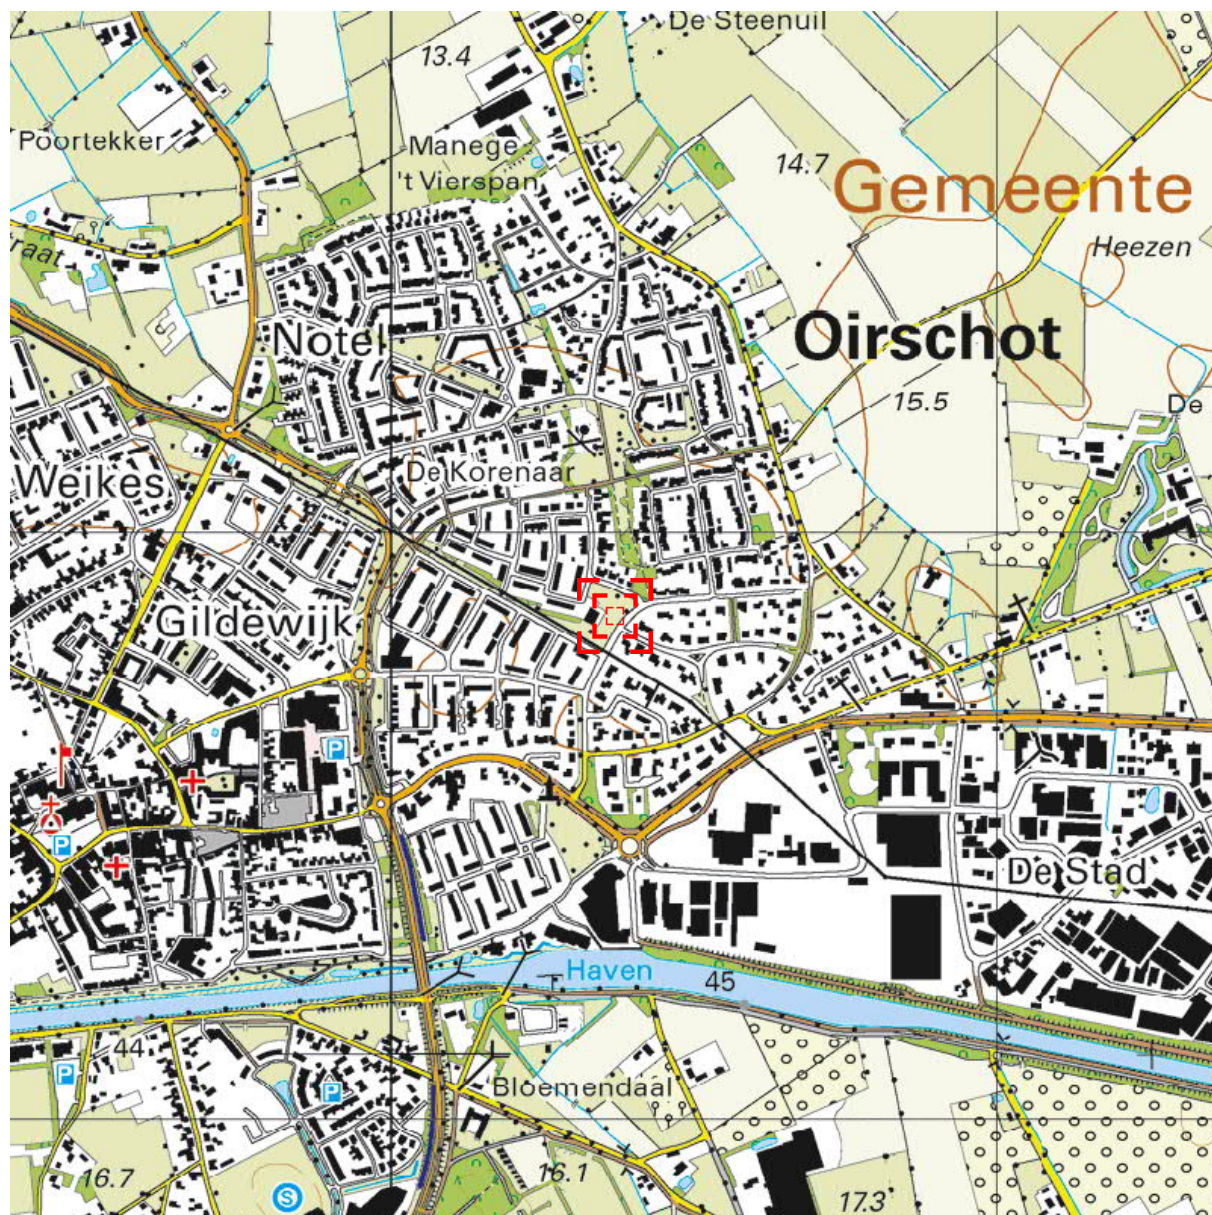 De Steenuil
13.4
Poortekker
Manege
't Vierspan
14.7
Gemeente
Heezen
raat
Notel
Oirschot
15.5
De
Weikes
De Korenaar
Gildewijk
P
P
De Stad
Haven
45
44
P
P
Bloemendaal
16.7
16.1
S
17.3